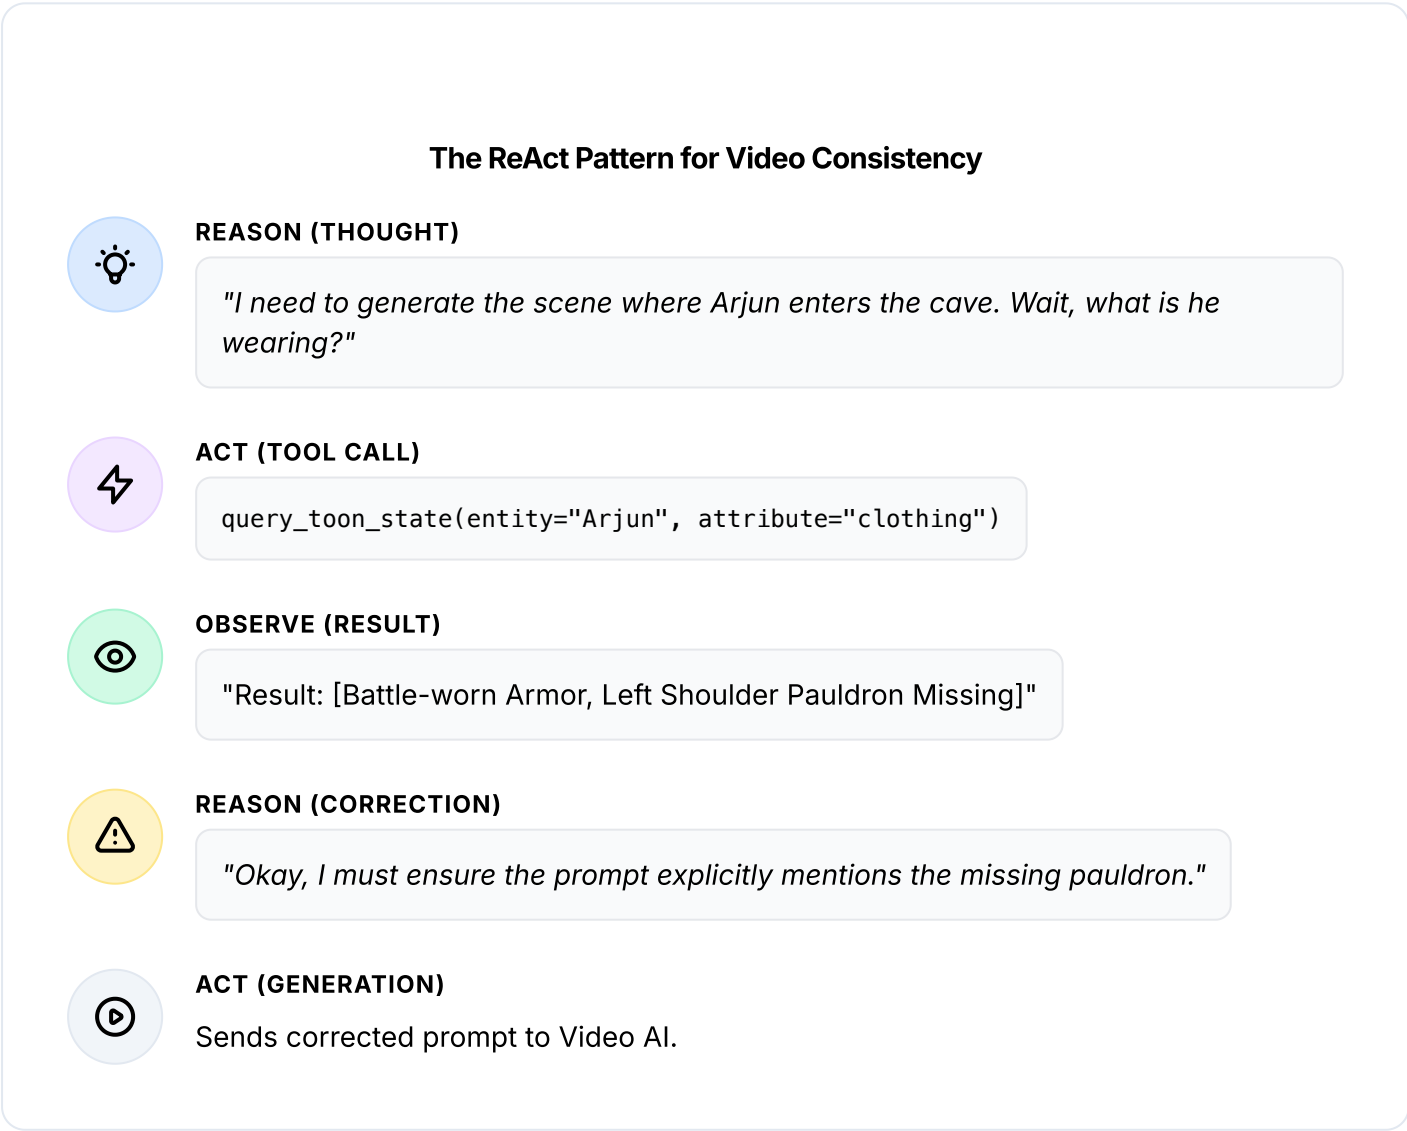 The ReAct Pattern for Video Consistency
REASON (THOUGHT)
"I need to generate the scene where Arjun enters the cave. Wait, what is he
wearing?"
ACT (TOOL CALL)
query_toon_state(entity="Arjun", attribute="clothing")
OBSERVE (RESULT)
"Result: [Battle-worn Armor, Left Shoulder Pauldron Missing]"
REASON (CORRECTION)
"Okay, I must ensure the prompt explicitly mentions the missing pauldron."
ACT (GENERATION)
Sends corrected prompt to Video AI.